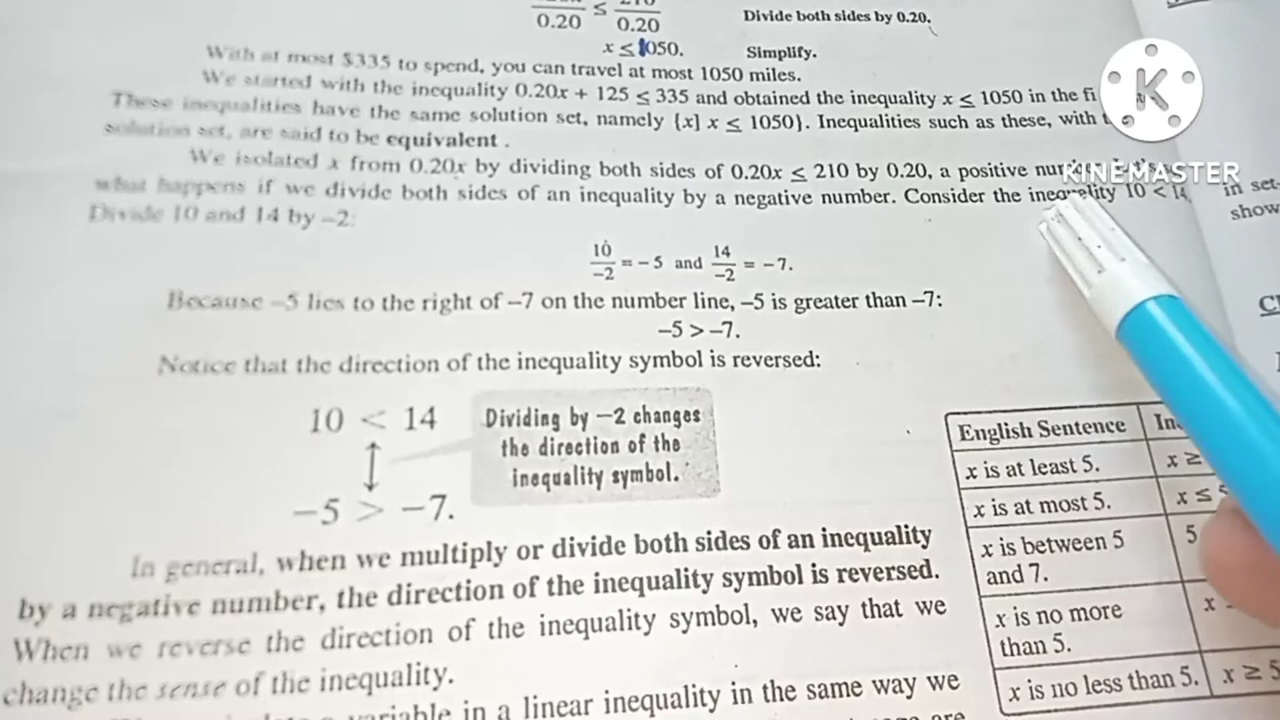 0.20 ≤ 0.20 Divide both sides by 0.20.
x ≤ 1050. Simplify.
With at most $335 to spend, you can travel at most 1050 miles.
We started with the inequality 0.20x + 125 ≤ 335 and obtained the inequality x ≤ 1050 in the
These inequalities have the same solution set, namely {x] x ≤ 1050}. Inequalities such as these, with
solution set, are said to be equivalent .
We isolated x from 0.20x by dividing both sides of 0.20x ≤ 210 by 0.20, a positive
what happens if we divide both sides of an inequality by a negative number. Consider the inequality 10 < 14.
Divide 10 and 14 by –2:
10/-2 = – 5 and 14/-2 = – 7.
Because –5 lies to the right of –7 on the number line, –5 is greater than –7:
–5 > –7.
Notice that the direction of the inequality symbol is reversed:
10 < 14
–5 > –7.
Dividing by –2 changes
the direction of the
inequality symbol.
In general, when we multiply or divide both sides of an inequality
by a negative number, the direction of the inequality symbol is reversed.
When we reverse the direction of the inequality symbol, we say that we
change the sense of the inequality.
variable in a linear inequality in the same way we
English Sentence
x is at least 5. x ≥
x is at most 5. x ≤ 5
x is between 5 5
and 7.
x is no more x
than 5.
x is no less than 5. x ≥ 5
in set-
show
K
KINEMASTER